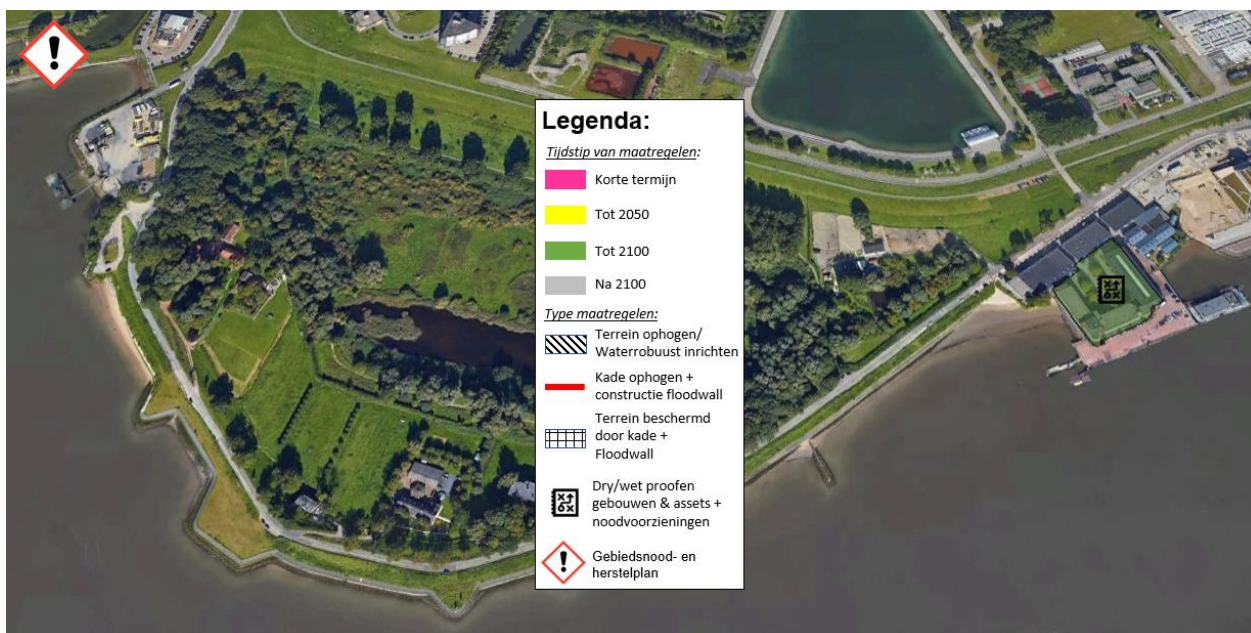 Legenda:
Tijdstip van maatregelen:
Korte termijn
Tot 2050
Tot 2100
Na 2100
Type maatregelen:
Terrein ophogen/
Waterrobuust inrichten
Kade ophogen +
constructie floodwall
Terrein beschermd
door kade +
Floodwall
Dry/wet proofen
gebouwen & assets +
noodvoorzieningen
Gebiedsnood- en
herstelplan